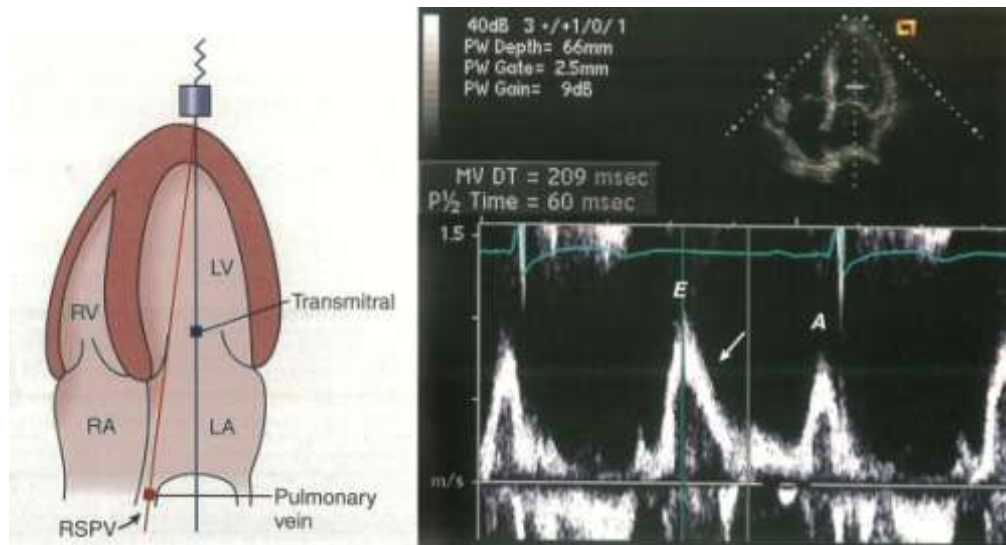 LV
RV
Transmitral
RA
LA
Pulmonary
vein
RSPV
40dB 3 +/+1/0/ 1
PW Depth= 66mm
PW Gate= 2.5mm
PW Gain= 9dB
MV DT = 209 msec
P½ Time = 60 msec
1.5
E
A
m/s